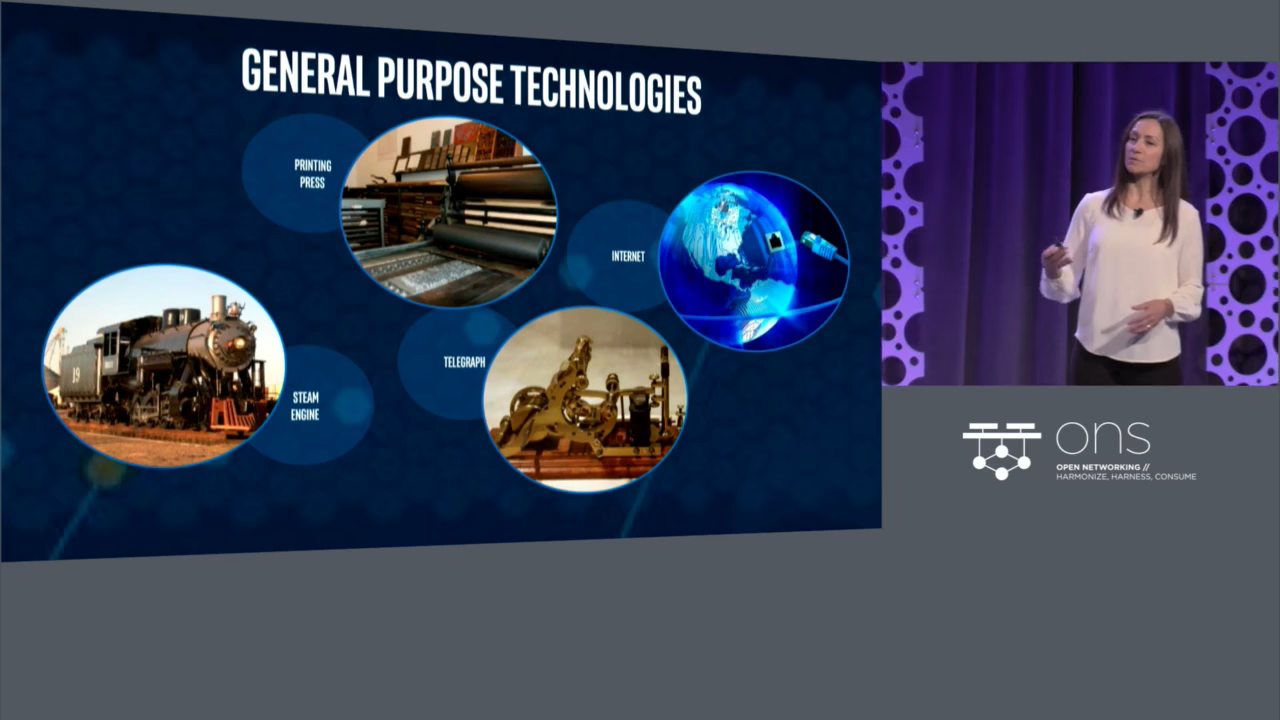 GENERAL PURPOSE TECHNOLOGIES
PRINTING
PRESS
INTERNET
TELEGRAPH
STEAM
ENGINE
19
ons
OPEN NETWORKING //
HARMONIZE, HARNESS, CONSUME